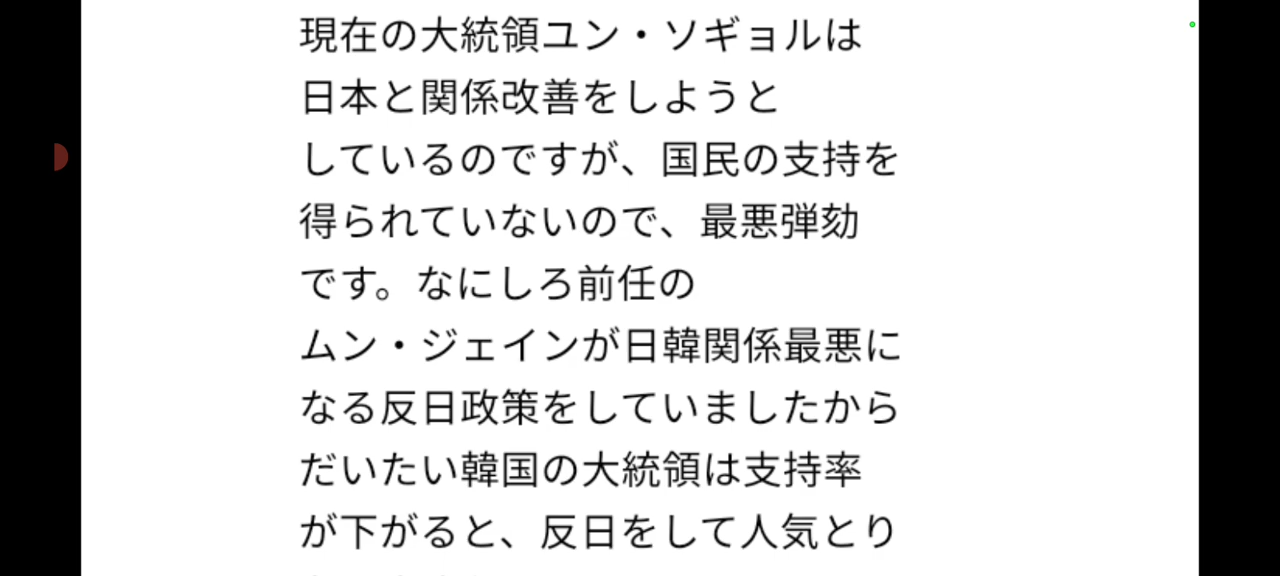 現在の大統領ユン・ソギョルは
日本と関係改善をしようと
しているのですが、国民の支持を
得られていないので、最悪弾劾
です。なにしろ前任の
ムン・ジェインが日韓関係最悪に
なる反日政策をしていましたから
だいたい韓国の大統領は支持率
が下がると、反日をして人気とり